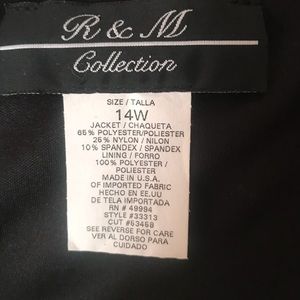 R & M
Collection
SIZE / TALLA
14W
JACKET / CHAQUETA
65% POLYESTER/POLIESTER
25% NYLON / NILON
10% SPANDEX / SPANDEX
LINING / FORRO
100% POLYESTER /
POLIESTER
MADE IN U.S.A.
OF IMPORTED FABRIC
HECHO EN EE.UU
DE TELA IMPORTADA
RN # 49994
STYLE #33313
CUT #53468
SEE REVERSE FOR CARE
VER AL DORSO PARA
CUIDADO